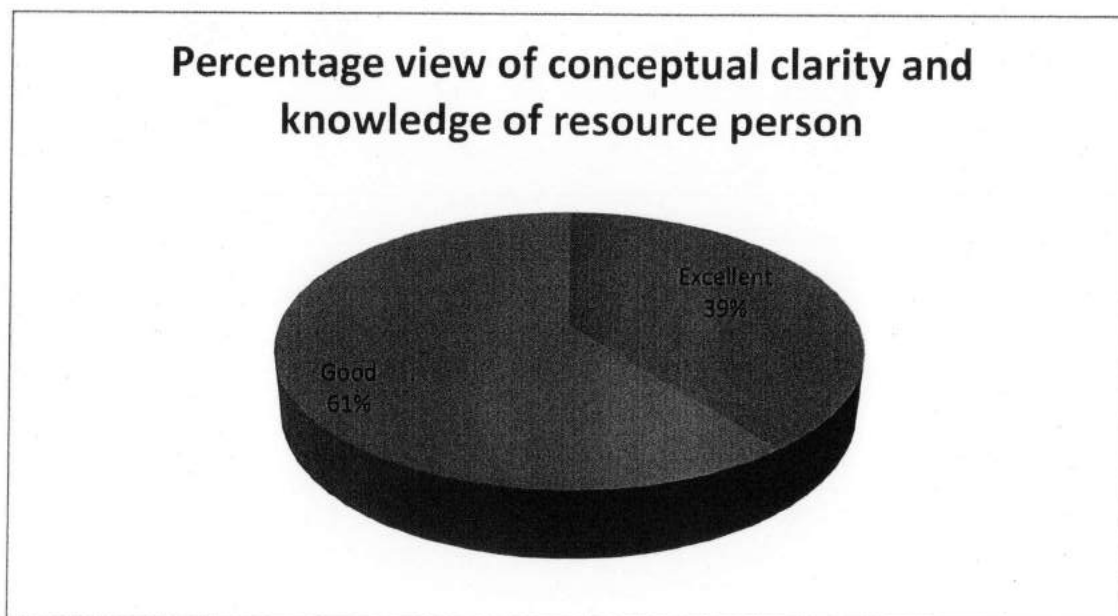 Percentage view of conceptual clarity and
knowledge of resource person
Excellent
39%
Good
61%